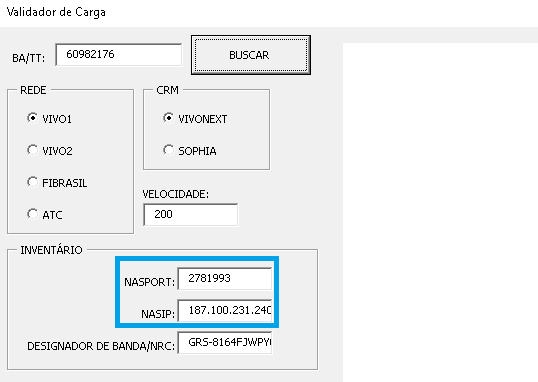 Validador de Carga
BA/TT: 60982176 BUSCAR
REDE
VIVO1
VIVO2
FIBRASIL
ATC
CRM
VIVONEXT
SOPHIA
VELOCIDADE:
200
INVENTÁRIO
NASPORT: 2781993
NASIP: 187.100.231.240
DESIGNADOR DE BANDA/NRC: GRS-8164FJWPY